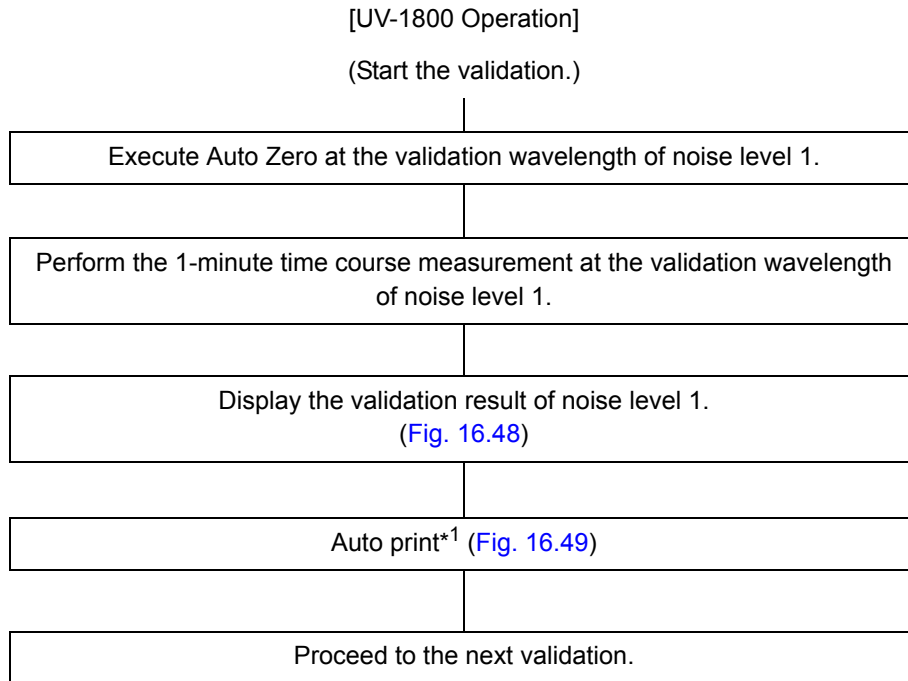 [UV-1800 Operation]
(Start the validation.)
Execute Auto Zero at the validation wavelength of noise level 1.
Perform the 1-minute time course measurement at the validation wavelength
of noise level 1.
Display the validation result of noise level 1.
(Fig. 16.48)
Auto print*1 (Fig. 16.49)
Proceed to the next validation.